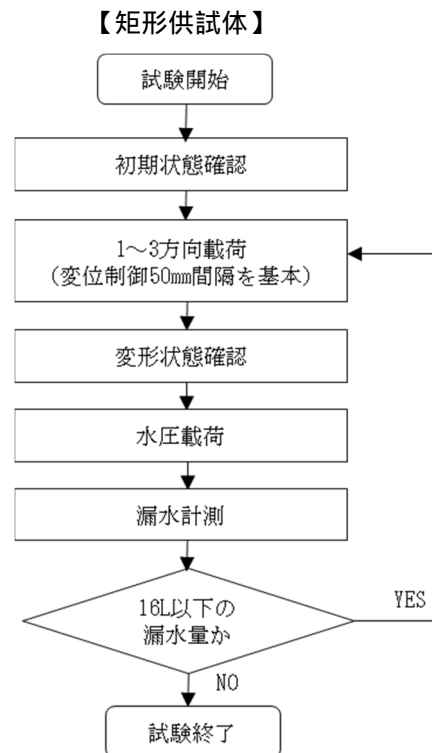 【矩形供試体】
試験開始
初期状態確認
1～3方向載荷
(変位制御50mm間隔を基本)
変形状態確認
水圧載荷
漏水計測
16L以下の
漏水量か
YES
NO
試験終了